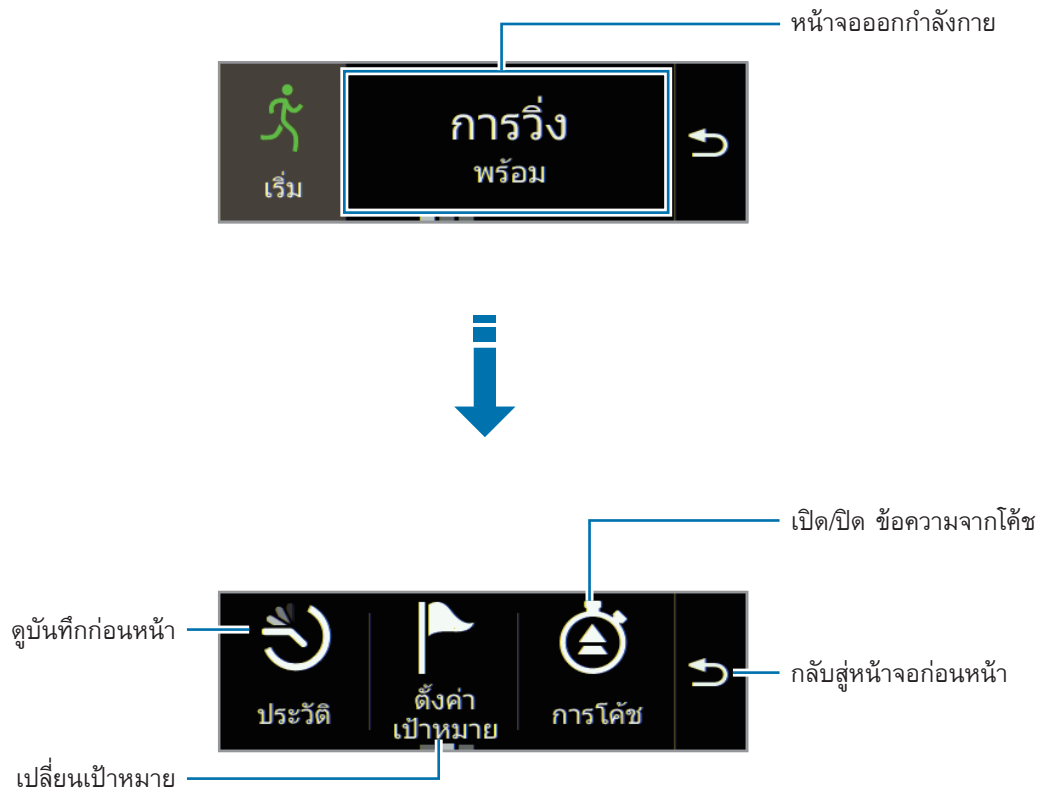 หน้าจอออกกำลังกาย
การวิ่ง
พร้อม
เริ่ม
เปิด/ปิด ข้อความจากโค้ช
ดูบันทึกก่อนหน้า
กลับสู่หน้าจอก่อนหน้า
ประวัติ
ตั้งค่า
เป้าหมาย
การโค้ช
เปลี่ยนเป้าหมาย